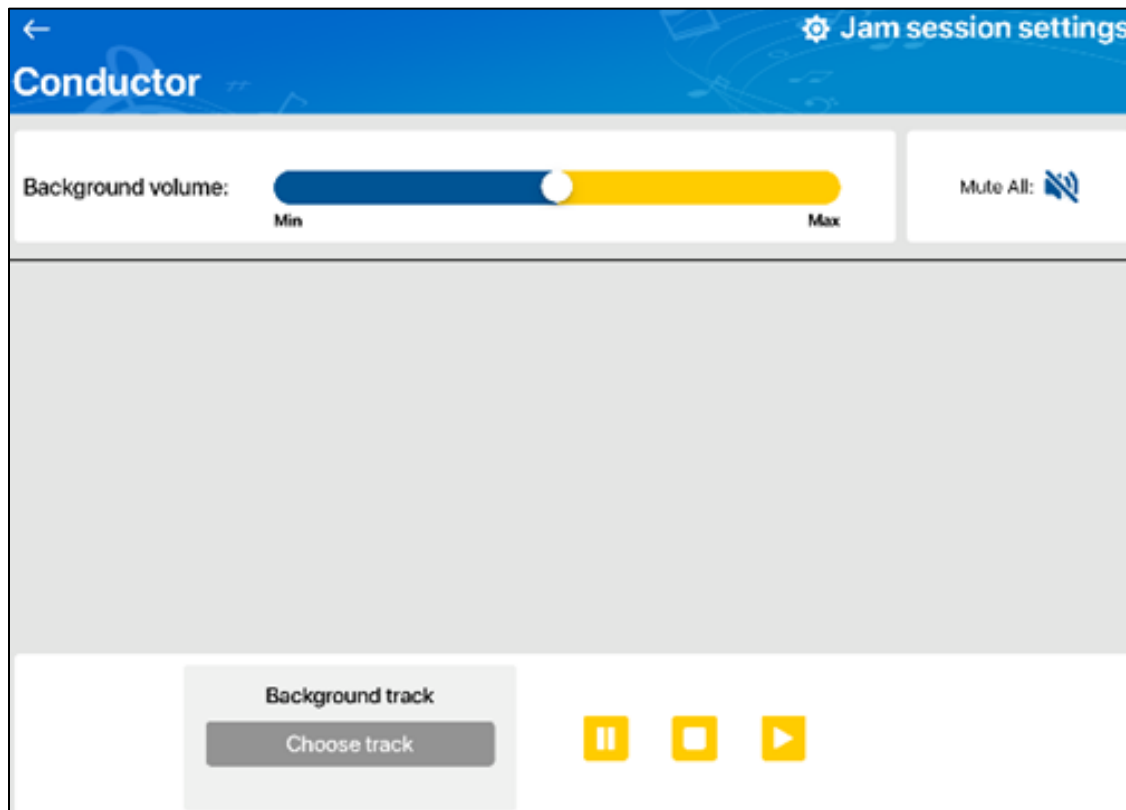 Jam session settings
Conductor
Background volume:
Min
Max
Mute All:
Background track
Choose track